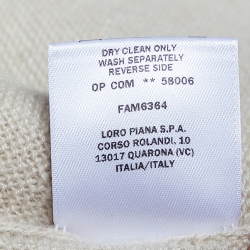 DRY CLEAN ONLY
WASH SEPARATELY
REVERSE SIDE
OP COM ** 58006
FAM6364
LORO PIANA S.P.A.
CORSO ROLANDI, 10
13017 QUARONA (VC)
ITALIA/ITALY